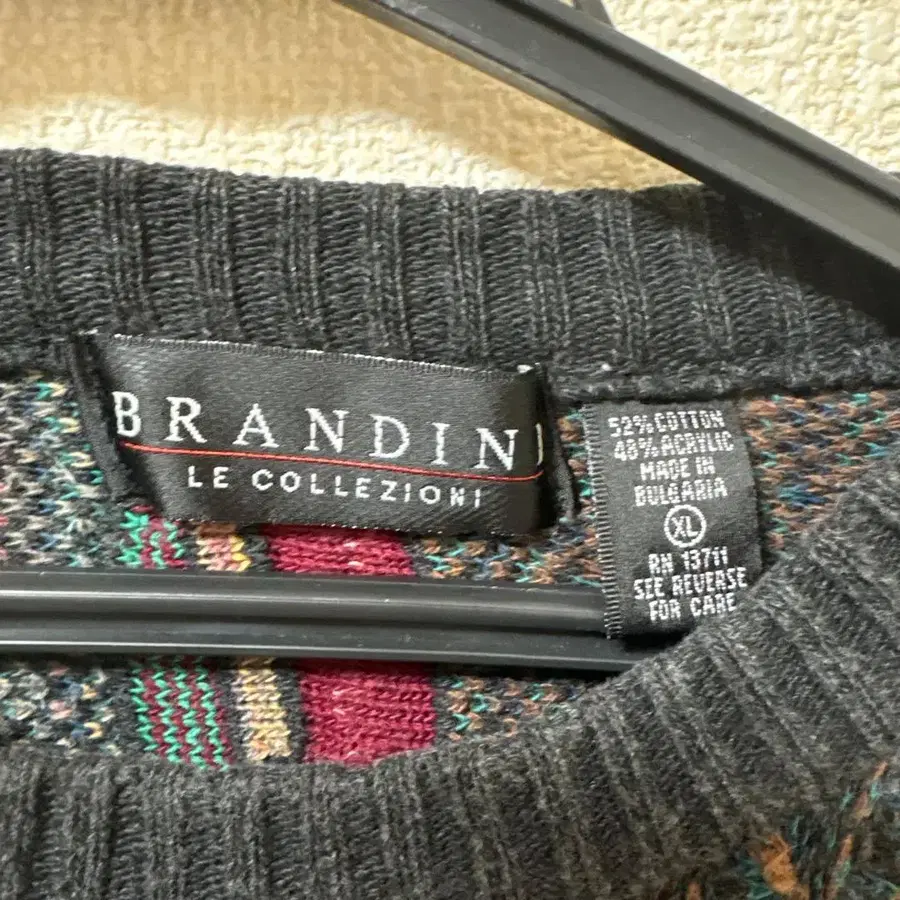 BRANDINI
LE COLLEZIONI
52% COTTON
48% ACRYLIC
MADE IN
BULGARIA
XL
RN 13711
SEE REVERSE
FOR CARE